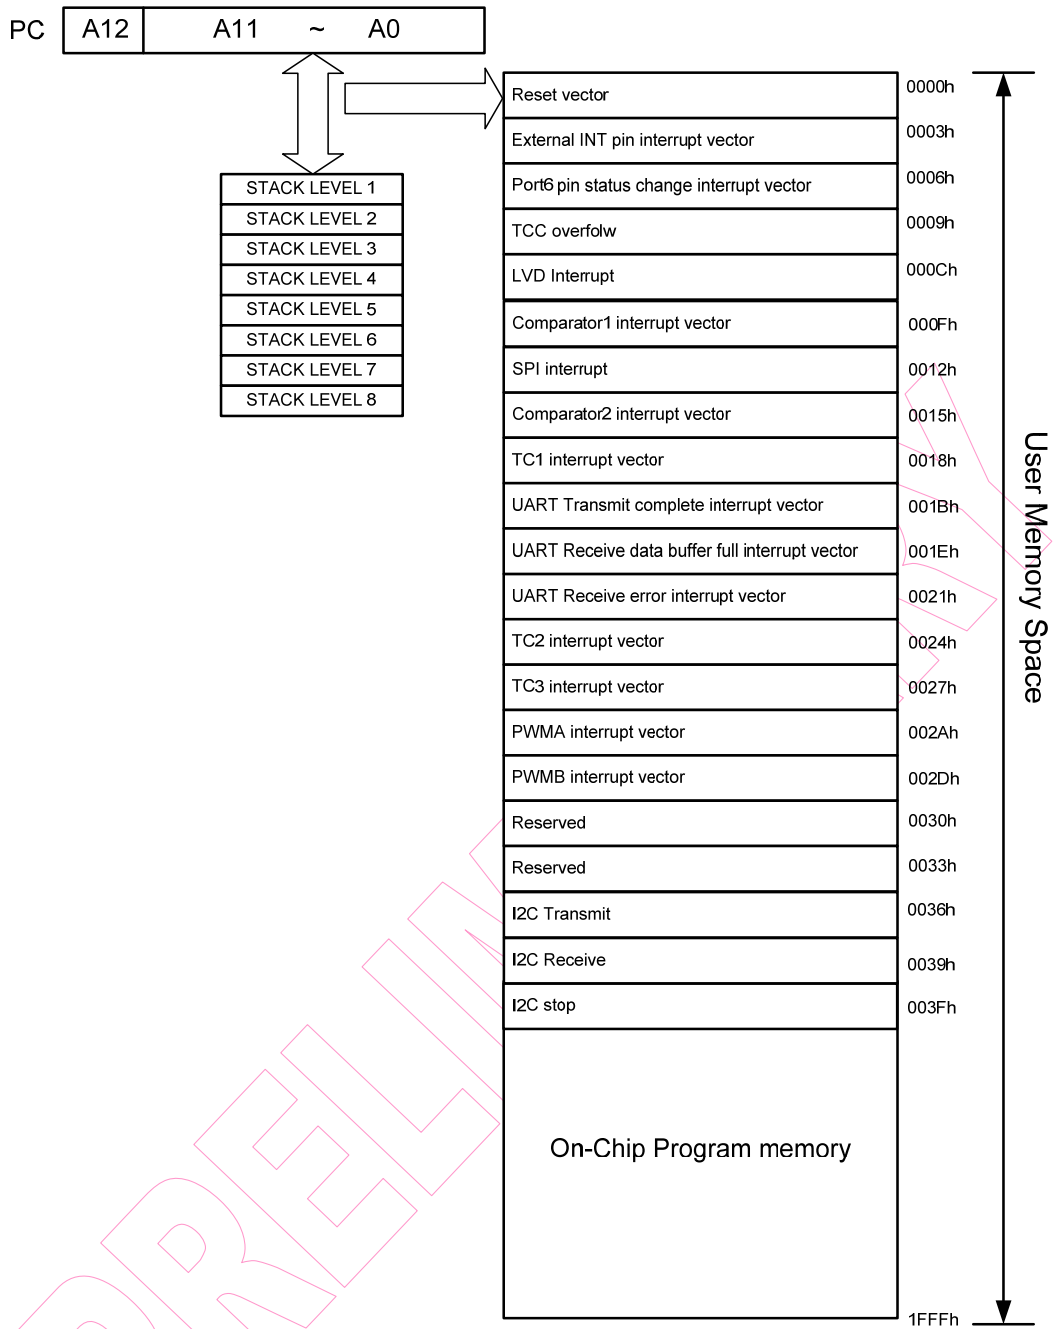 PC A12 A11 ~ A0
STACK LEVEL 1
STACK LEVEL 2
STACK LEVEL 3
STACK LEVEL 4
STACK LEVEL 5
STACK LEVEL 6
STACK LEVEL 7
STACK LEVEL 8
Reset vector 0000h
External INT pin interrupt vector 0003h
Port6 pin status change interrupt vector 0006h
TCC overfolw 0009h
LVD Interrupt 000Ch
Comparator1 interrupt vector 000Fh
SPI interrupt 0012h
Comparator2 interrupt vector 0015h
TC1 interrupt vector 0018h
UART Transmit complete interrupt vector 001Bh
UART Receive data buffer full interrupt vector 001Eh
UART Receive error interrupt vector 0021h
TC2 interrupt vector 0024h
TC3 interrupt vector 0027h
PWMA interrupt vector 002Ah
PWMB interrupt vector 002Dh
Reserved 0030h
Reserved 0033h
I2C Transmit 0036h
I2C Receive 0039h
I2C stop 003Fh
On-Chip Program memory
1FFFh
User Memory Space